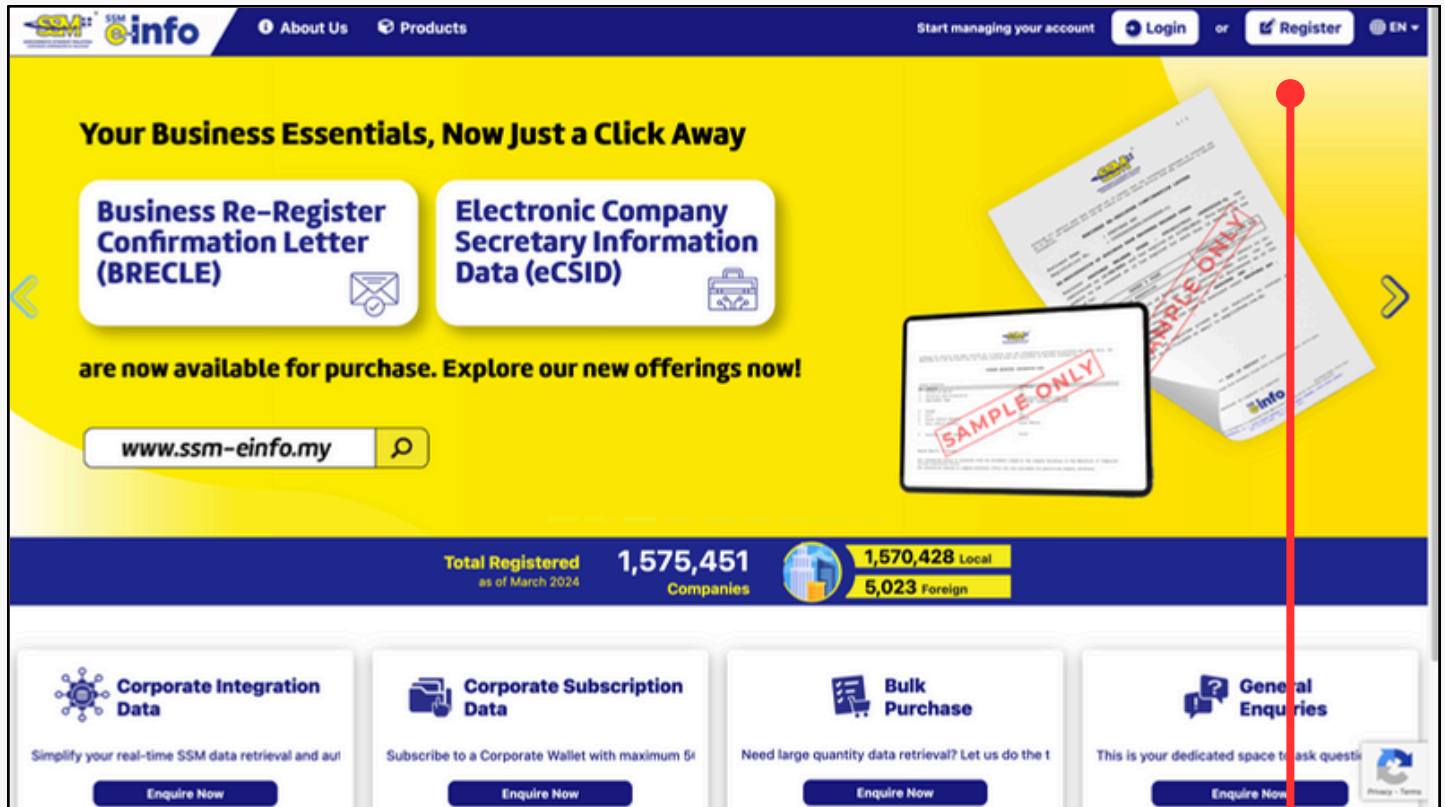 SSM
SSM
e-info
About Us
Products
Start managing your account
Login
or
Register
EN
Your Business Essentials, Now Just a Click Away
Business Re-Register
Confirmation Letter
(BRECLE)
Electronic Company
Secretary Information
Data (eCSID)
are now available for purchase. Explore our new offerings now!
www.ssm-einfo.my
SAMPLE ONLY
SAMPLE ONLY
Total Registered
as of March 2024
1,575,451
Companies
1,570,428 Local
5,023 Foreign
Corporate Integration
Data
Simplify your real-time SSM data retrieval and aut
Enquire Now
Corporate Subscription
Data
Subscribe to a Corporate Wallet with maximum 5
Enquire Now
Bulk
Purchase
Need large quantity data retrieval? Let us do the t
Enquire Now
General
Enquiries
This is your dedicated space to ask questi
Enquire Now
Privacy - Terms